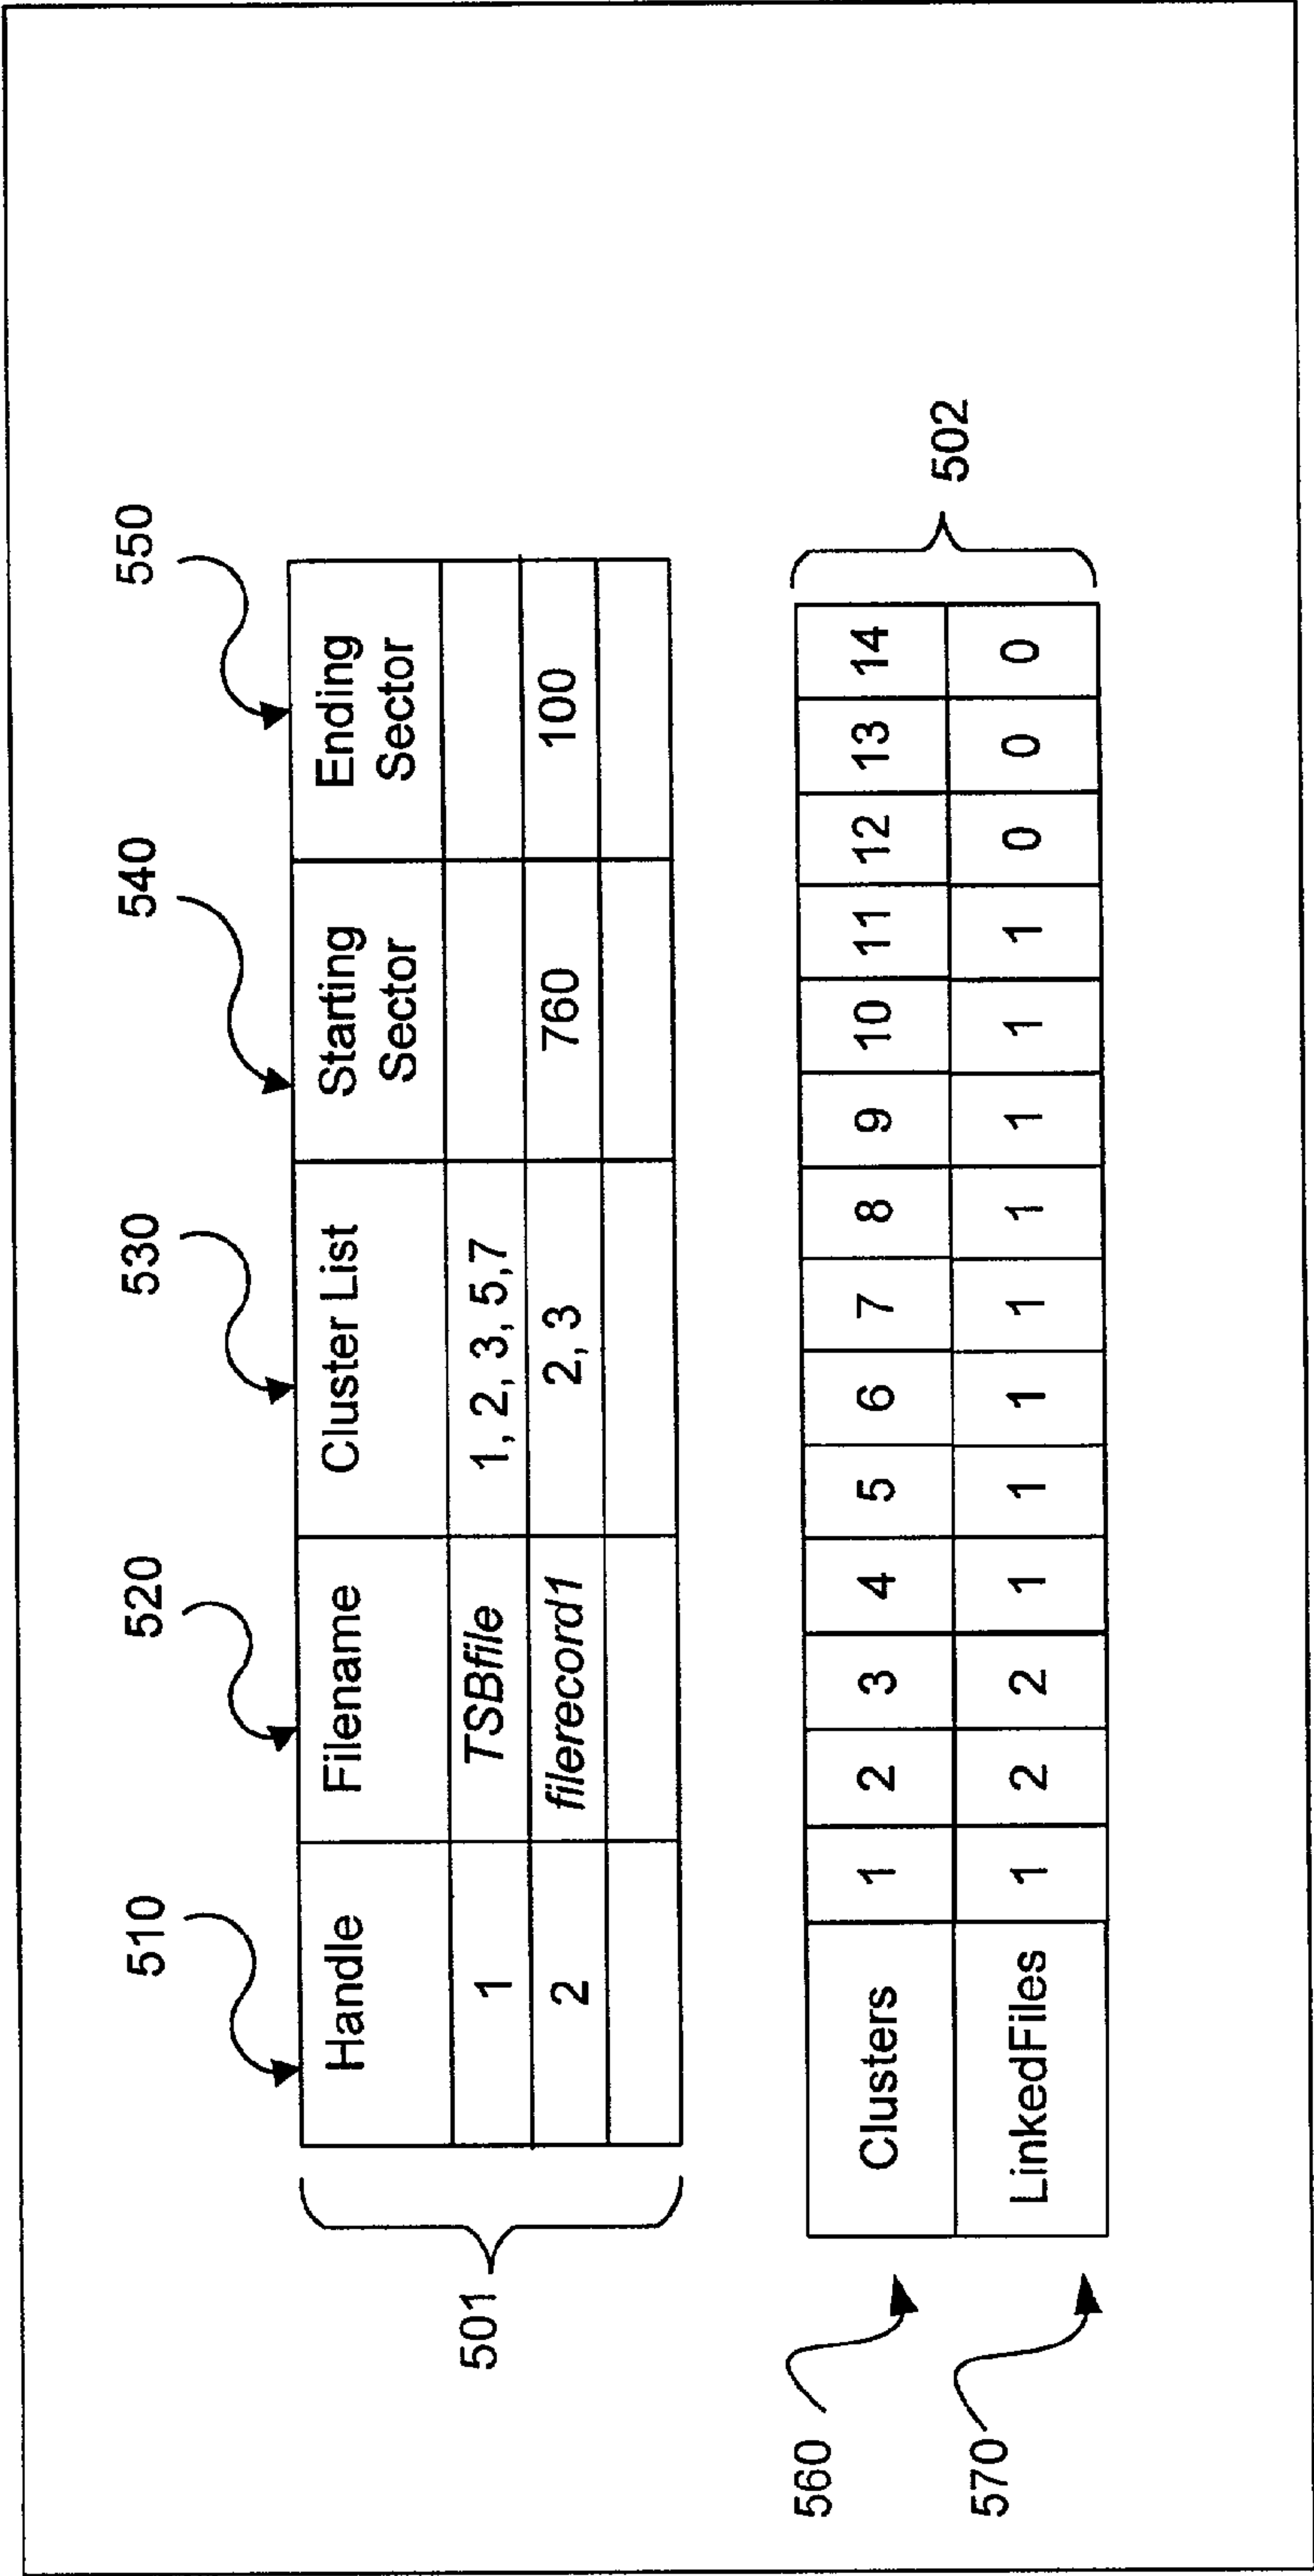 510 520 530 540 550
Handle Filename Cluster List Starting Sector Ending Sector
1 TSBfile 1, 2, 3, 5,7
2 filerecord1 2, 3 760 100
501
Clusters 1 2 3 4 5 6 7 8 9 10 11 12 13 14
LinkedFiles 1 2 2 1 1 1 1 1 1 1 1 0 0 0
502
560
570